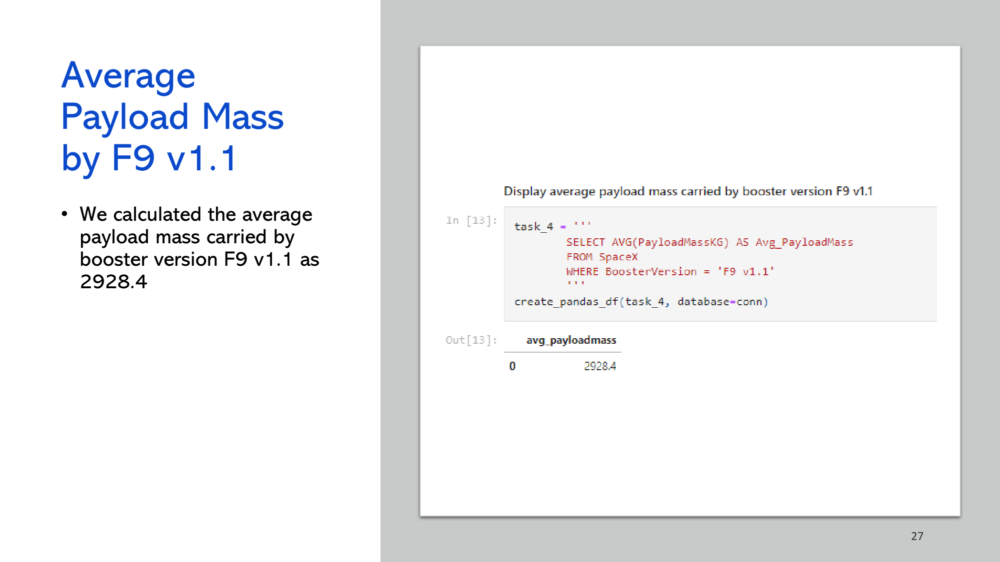 Average
Payload Mass
by F9 v1.1
• We calculated the average
payload mass carried by
booster version F9 v1.1 as
2928.4
Display average payload mass carried by booster version F9 v1.1
In [13]:
task_4 = '''
SELECT AVG(PayloadMassKG) AS Avg_PayloadMass
FROM SpaceX
WHERE BoosterVersion = 'F9 v1.1'
'''
create_pandas_df(task_4, database=conn)
Out[13]:
avg_payloadmass
0 2928.4
27